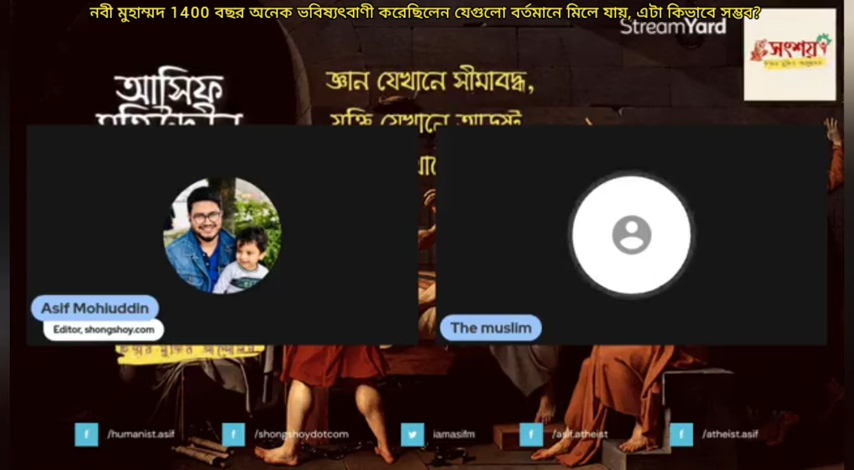 নবী মুহাম্মদ 1400 বছর অনেক ভবিষ্যৎবাণী করেছিলেন যেগুলো বর্তমানে মিলে যায়, এটা কিভাবে সম্ভব?
StreamYard
সংশয়
আসিফ
জ্ঞান যেখানে সীমাবদ্ধ,
যুক্তি যেখানে আড়ষ্ট
Asif Mohiuddin
Editor, shongshoy.com
The muslim
/humanist.asif
/shongshoydotcom
iamasifm
/asif.atheist
/atheist.asif